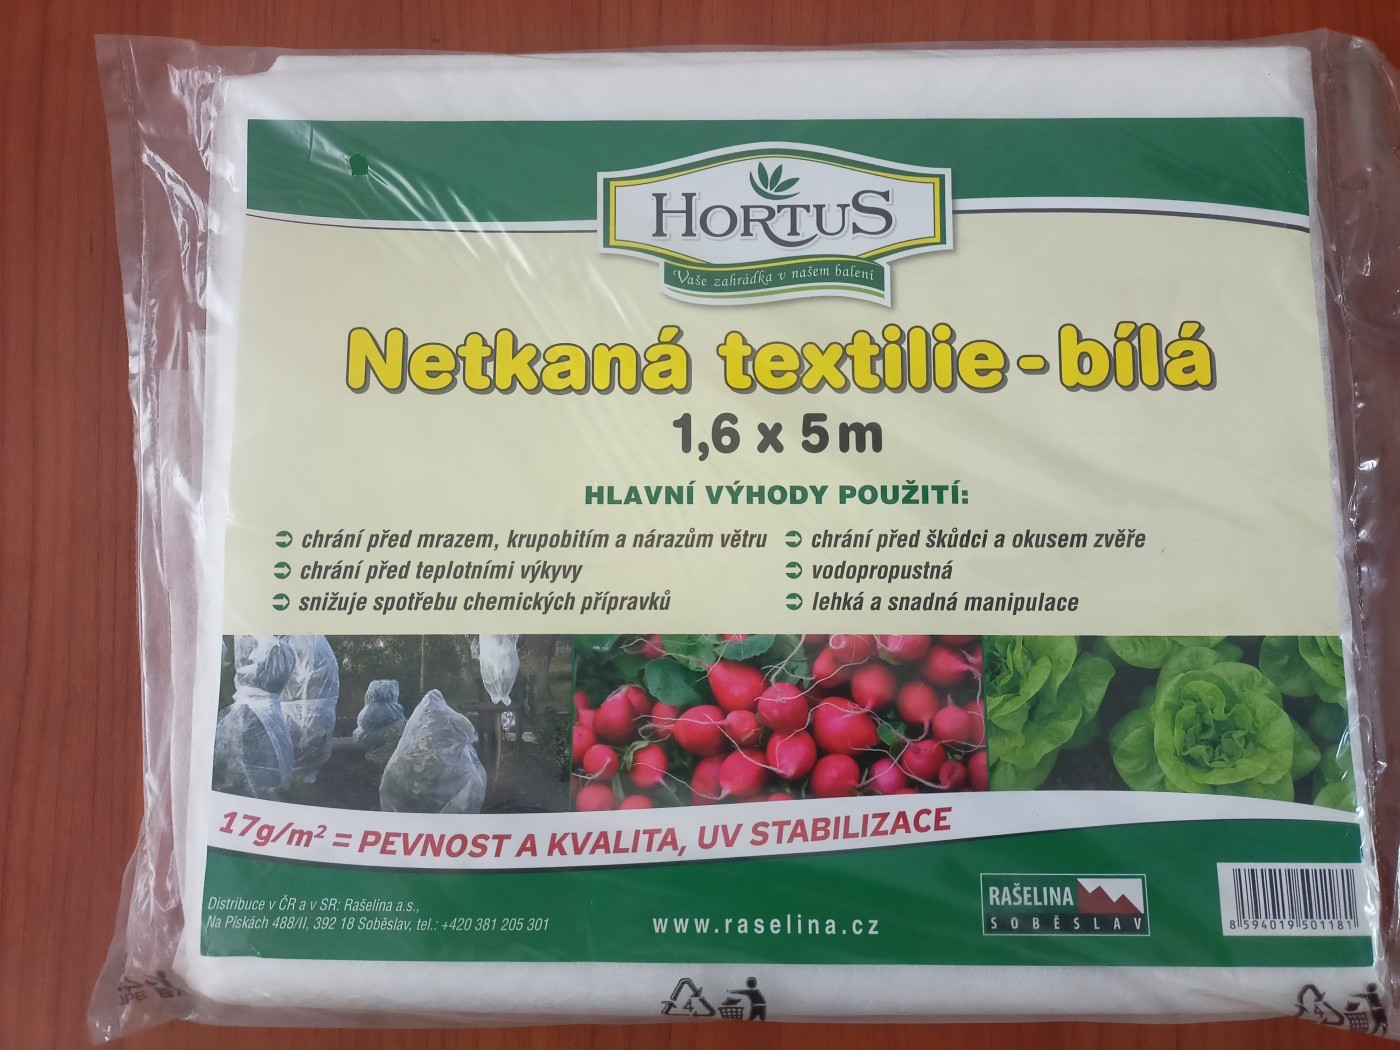 HORTUS
Vaše zahrádka v našem balení
Netkaná textilie - bílá
1,6 x 5 m
HLAVNÍ VÝHODY POUŽITÍ:
chrání před mrazem, krupobitím a nárazům větru
chrání před teplotními výkyvy
snižuje spotřebu chemických přípravků
chrání před škůdci a okusem zvěře
vodopropustná
lehká a snadná manipulace
17g/m² = PEVNOST A KVALITA, UV STABILIZACE
Distribuce v ČR a v SR: Rašelina a.s.,
Na Pískách 488/II, 392 18 Soběslav, tel.: +420 381 205 301
www.raselina.cz
RAŠELINA
SOBĚSLAV
8 594019 501181
4
4